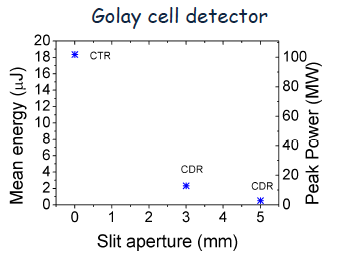 Golay cell detector
20
18
16
14
12
10
8
6
4
2
0
Mean energy (μJ)
CTR
CDR
CDR
100
80
60
40
20
0
Peak Power (MW)
0 1 2 3 4 5
Slit aperture (mm)